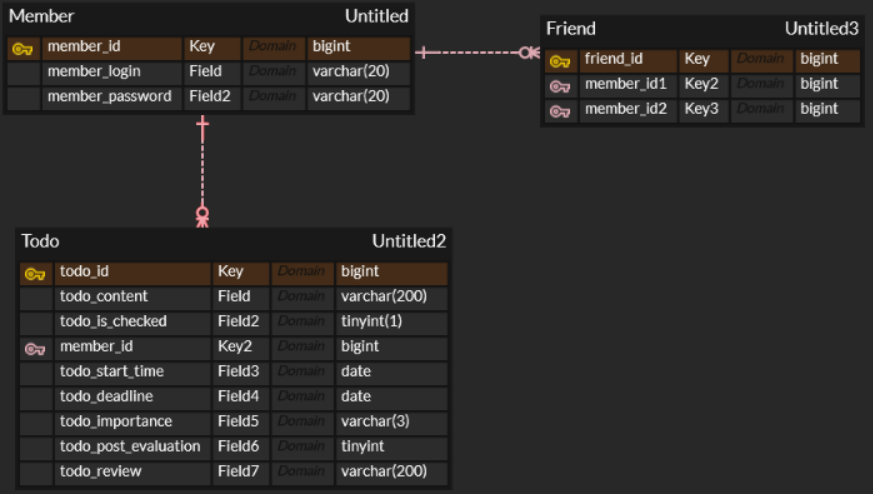 Member Untitled
member_id Key Domain bigint
member_login Field Domain varchar(20)
member_password Field2 Domain varchar(20)
Friend Untitled3
friend_id Key Domain bigint
member_id1 Key2 Domain bigint
member_id2 Key3 Domain bigint
Todo Untitled2
todo_id Key Domain bigint
todo_content Field Domain varchar(200)
todo_is_checked Field2 Domain tinyint(1)
member_id Key2 Domain bigint
todo_start_time Field3 Domain date
todo_deadline Field4 Domain date
todo_importance Field5 Domain varchar(3)
todo_post_evaluation Field6 Domain tinyint
todo_review Field7 Domain varchar(200)